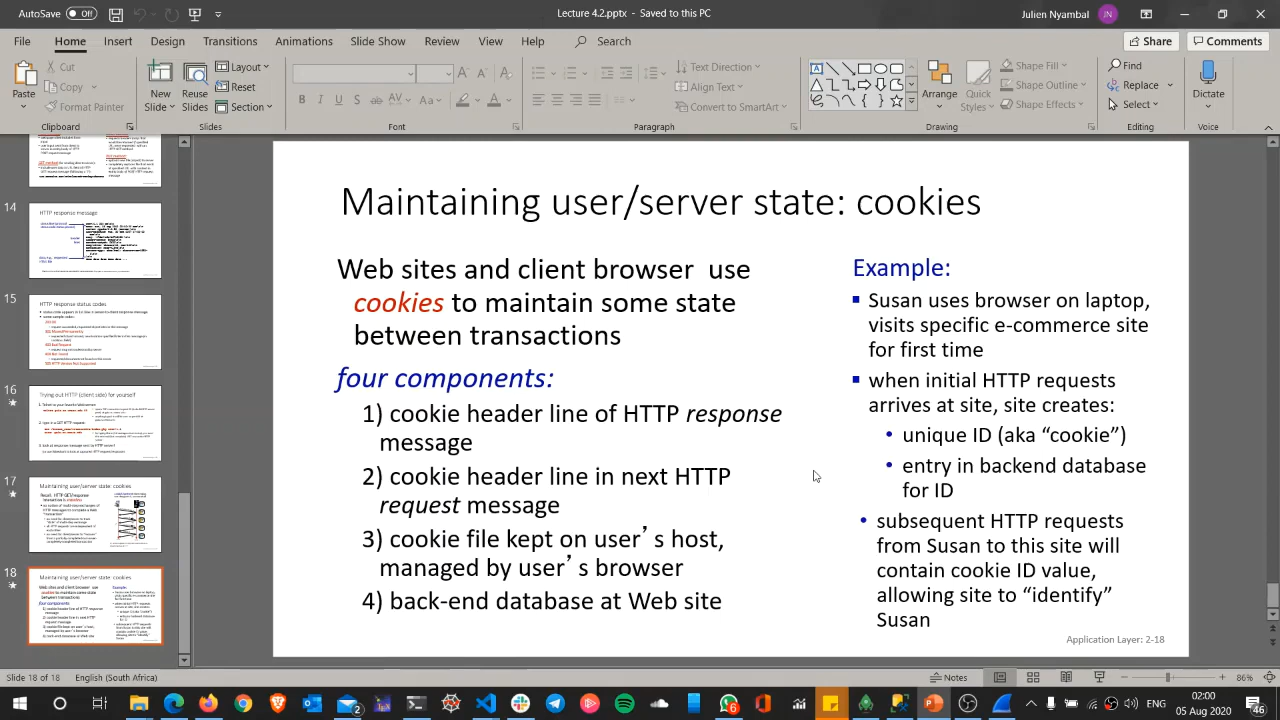 AutoSave Off
Lecture 4.2.pptx - Saved to this PC
Julien Nyambal JN
File Home Insert Draw Design Transitions Animations Slide Show Review View Help Search Share Comments
Paste Cut Copy Format Painter
Clipboard
New Slide Reuse Slides Layout Reset Section
Slides
Font
Text Direction Align Text Convert to SmartArt
Paragraph
Arrange Quick Styles Shape Fill Shape Outline Shape Effects
Drawing
Find Replace Select
Editing
Dictate
Voice
14
HTTP response message
15
HTTP response status codes
16
Trying out HTTP (client side) for yourself
17
Maintaining user/server state: cookies
18
Maintaining user/server state: cookies
Maintaining user/server state: cookies
Web sites and client browser use
cookies to maintain some state
between transactions
four components:
1) cookie header line of HTTP response
message
2) cookie header line in next HTTP
request message
3) cookie file kept on user’s host,
managed by user’s browser
4) back-end database at Web site
Example:
Susan uses browser on laptop,
visits specific e-commerce site
for first time
when initial HTTP requests
arrives at site, site creates:
unique ID (aka “cookie”)
entry in backend database
for ID
subsequent HTTP requests
from Susan to this site will
contain cookie ID value,
allowing site to “identify”
Susan
Application Layer: 2-18
Slide 18 of 18 English (South Africa) Notes 86%
ENG 02:00
05 Aug 2020